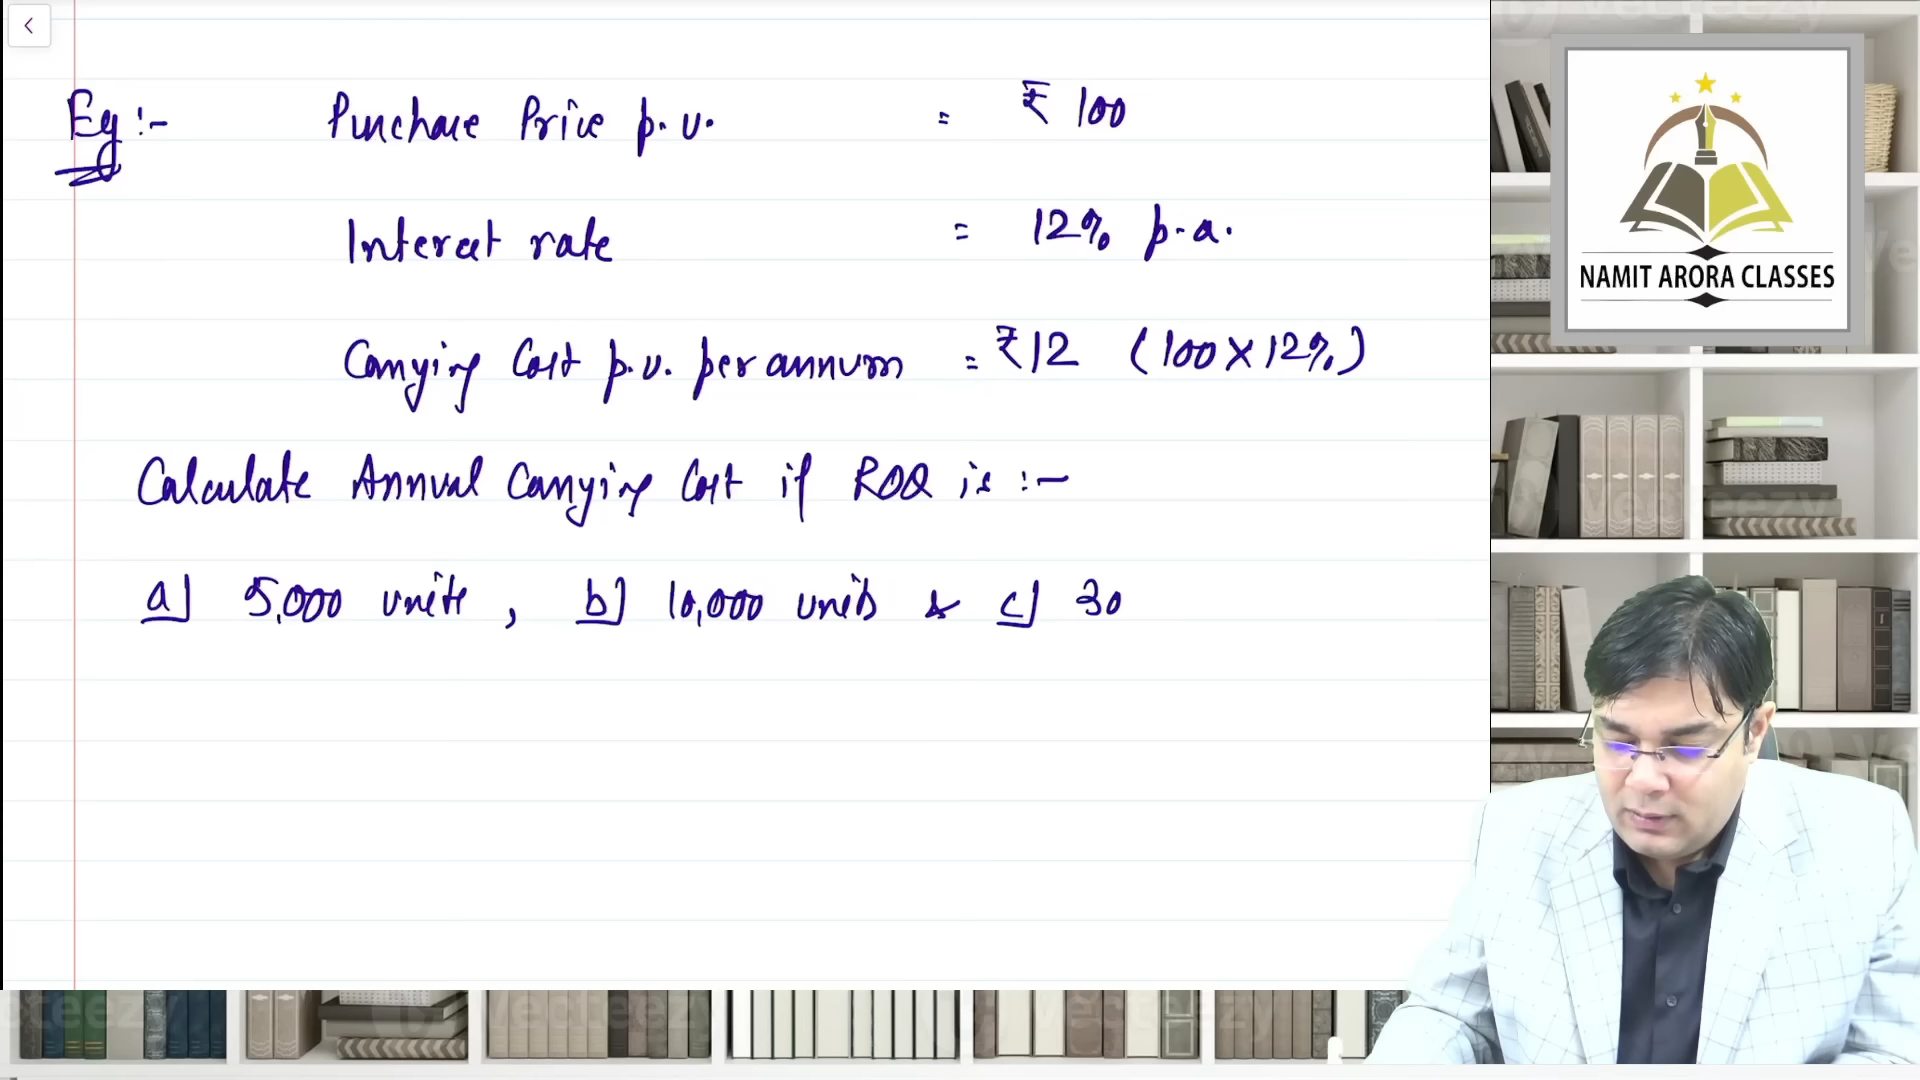 Eg :- Purchase Price p.u. = ₹ 100
Interest rate = 12% p.a.
Carrying Cost p.u. per annum = ₹12 (100 X 12%)
Calculate Annual Carrying Cost if ROQ is :-
a] 5,000 units , b] 10,000 units & c] 30
NAMIT ARORA CLASSES